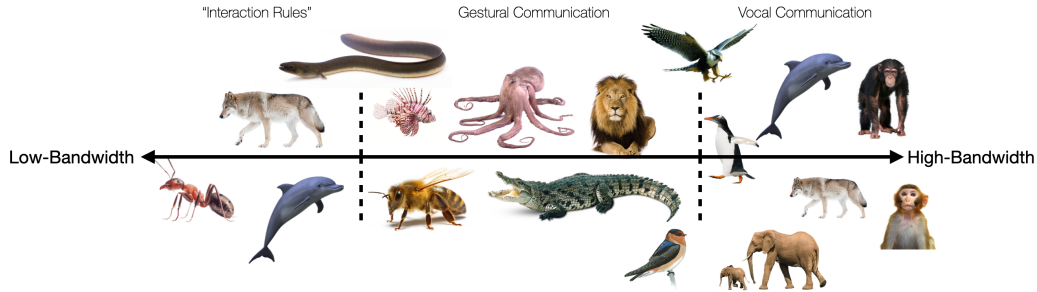 "Interaction Rules"
Gestural Communication
Vocal Communication
Low-Bandwidth
High-Bandwidth